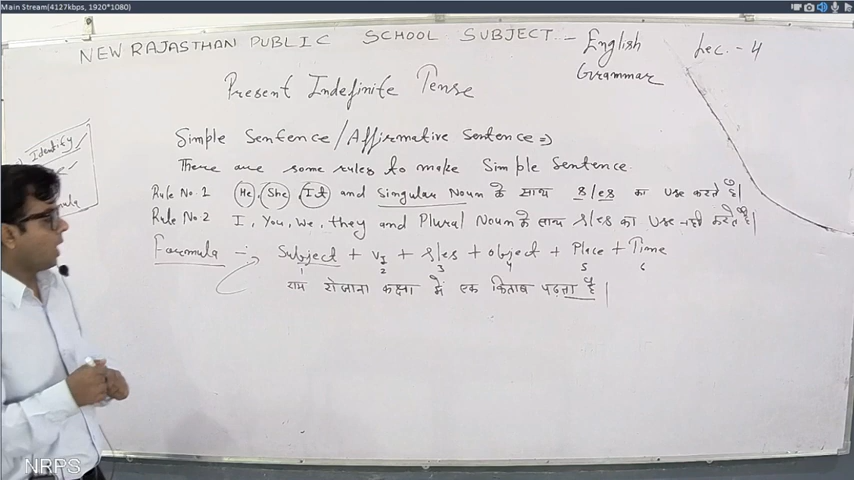 Main Stream(4127kbps, 1920*1080)
NEW RAJASTHAN PUBLIC SCHOOL SUBJECT - English Grammar
Lec. - 4
Present Indefinite Tense
Identify
Simple Sentence/Affirmative Sentence ⇒
There are some rules to make Simple Sentence
Rule No. 1 He, She, It and Singular Noun के साथ s/es का use करते है|
Rule No. 2 I, You, We, they and Plural Noun के साथ s/es का Use नही करते है|
Formula -: Subject + V1 + s/es + object + Place + Time
1 2 3 4 5 6
राम रोजाना कक्षा में एक किताब पढ़ता है|
NRPS